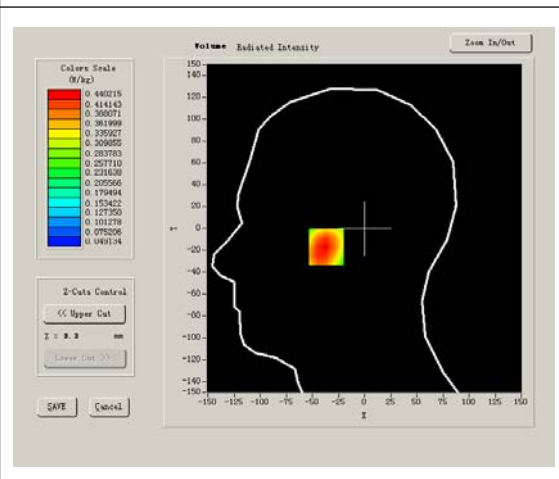 Volume Radiated Intensity
Zoom In/Out
Colors Scale
(W/kg)
0.440215
0.414143
0.388071
0.361999
0.335927
0.309855
0.283783
0.257710
0.231638
0.205566
0.179494
0.153422
0.127350
0.101278
0.075206
0.049134
Z-Cuts Control
<< Upper Cut
mm
Lower Cut >>
SAVE
Cancel
150
140
120
100
80
60
40
20
0
-20
-40
-60
-80
-100
-120
-140
-150
Y
-150 -125 -100 -75 -50 -25 0 25 50 75 100 125 150
X